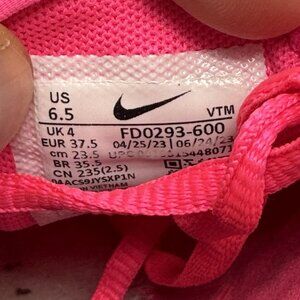 US
6.5
VTM
UK 4
FD0293-600
EUR 37.5
04/25/23
06/24/23
cm 23.5
UPC
BR 35.5
CN 235(2.5)
VIETNAM